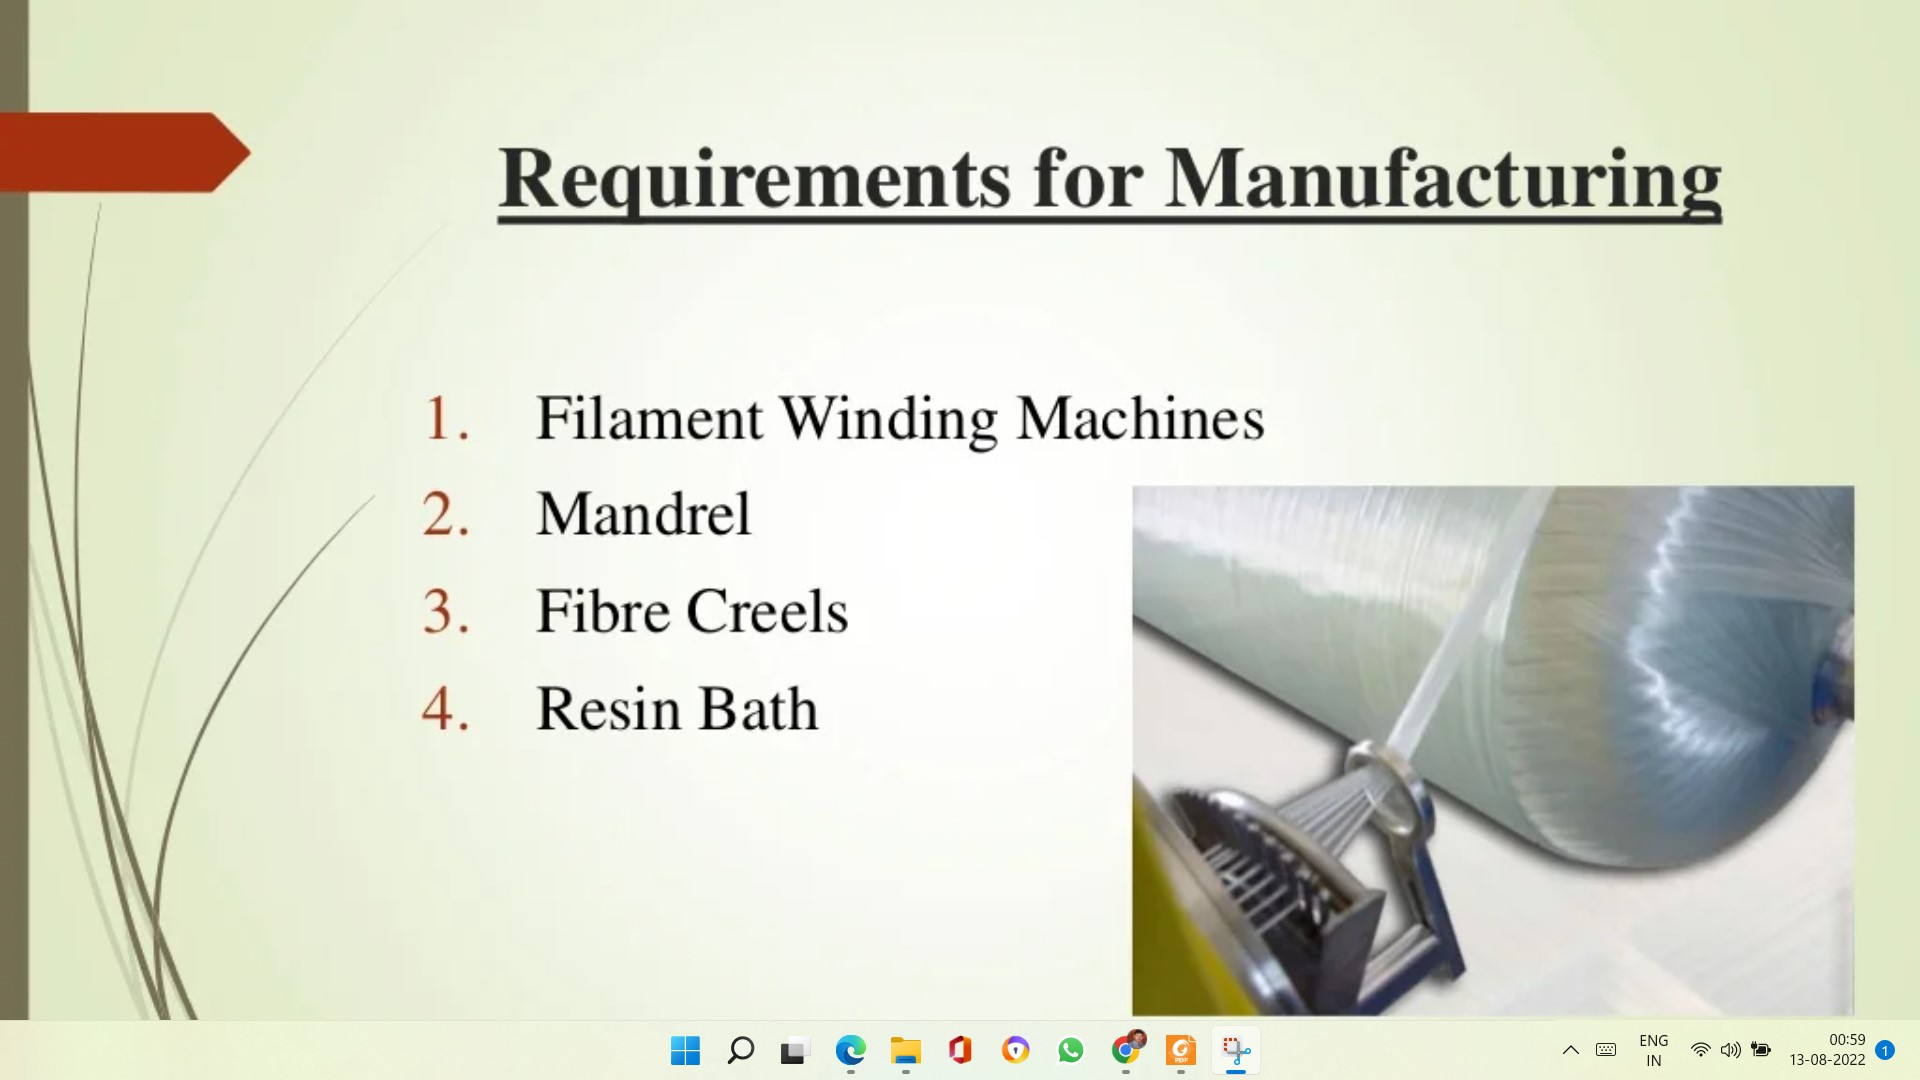 Requirements for Manufacturing
1. Filament Winding Machines
2. Mandrel
3. Fibre Creels
4. Resin Bath
PDF
ENG
IN
00:59
13-08-2022
1